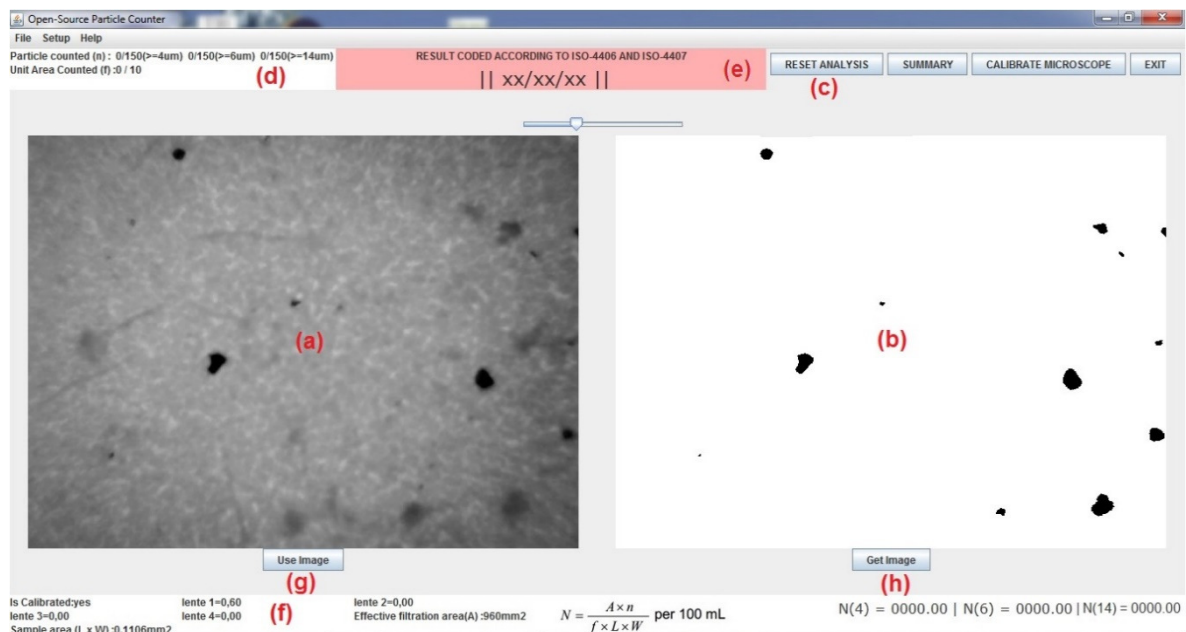 Open-Source Particle Counter
File Setup Help
Particle counted (n) : 0/150(>=4um) 0/150(>=6um) 0/150(>=14um)
Unit Area Counted (f) :0 / 10
(d)
RESULT CODED ACCORDING TO ISO-4406 AND ISO-4407
|| xx/xx/xx ||
(e)
RESET ANALYSIS SUMMARY CALIBRATE MICROSCOPE EXIT
(c)
(a)
(b)
Use Image
Get Image
(g)
(h)
Is Calibrated:yes lente 1=0,60 lente 2=0,00
lente 3=0,00 lente 4=0,00 Effective filtration area(A) :960mm2
Sample area (L x W) :0.1106mm2
(f)
N = A × n / f × L × W per 100 mL
N(4) = 0000.00 | N(6) = 0000.00 | N(14) = 0000.00